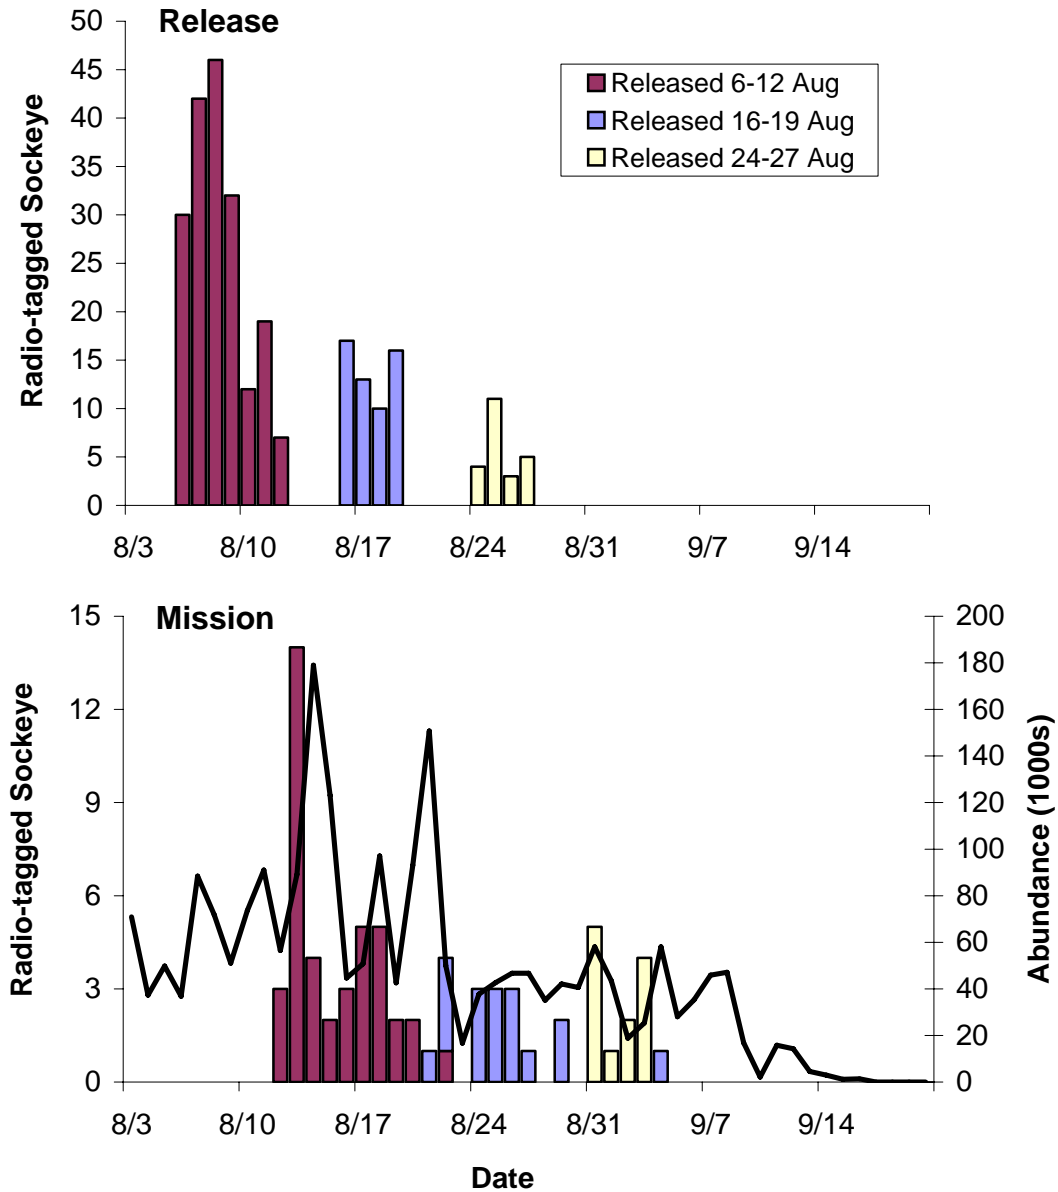 Release
50
45
40
35
30
25
20
15
10
5
0
Radio-tagged Sockeye
Released 6-12 Aug
Released 16-19 Aug
Released 24-27 Aug
8/3 8/10 8/17 8/24 8/31 9/7 9/14
Mission
15
12
9
6
3
0
Radio-tagged Sockeye
200
180
160
140
120
100
80
60
40
20
0
Abundance (1000s)
8/3 8/10 8/17 8/24 8/31 9/7 9/14
Date